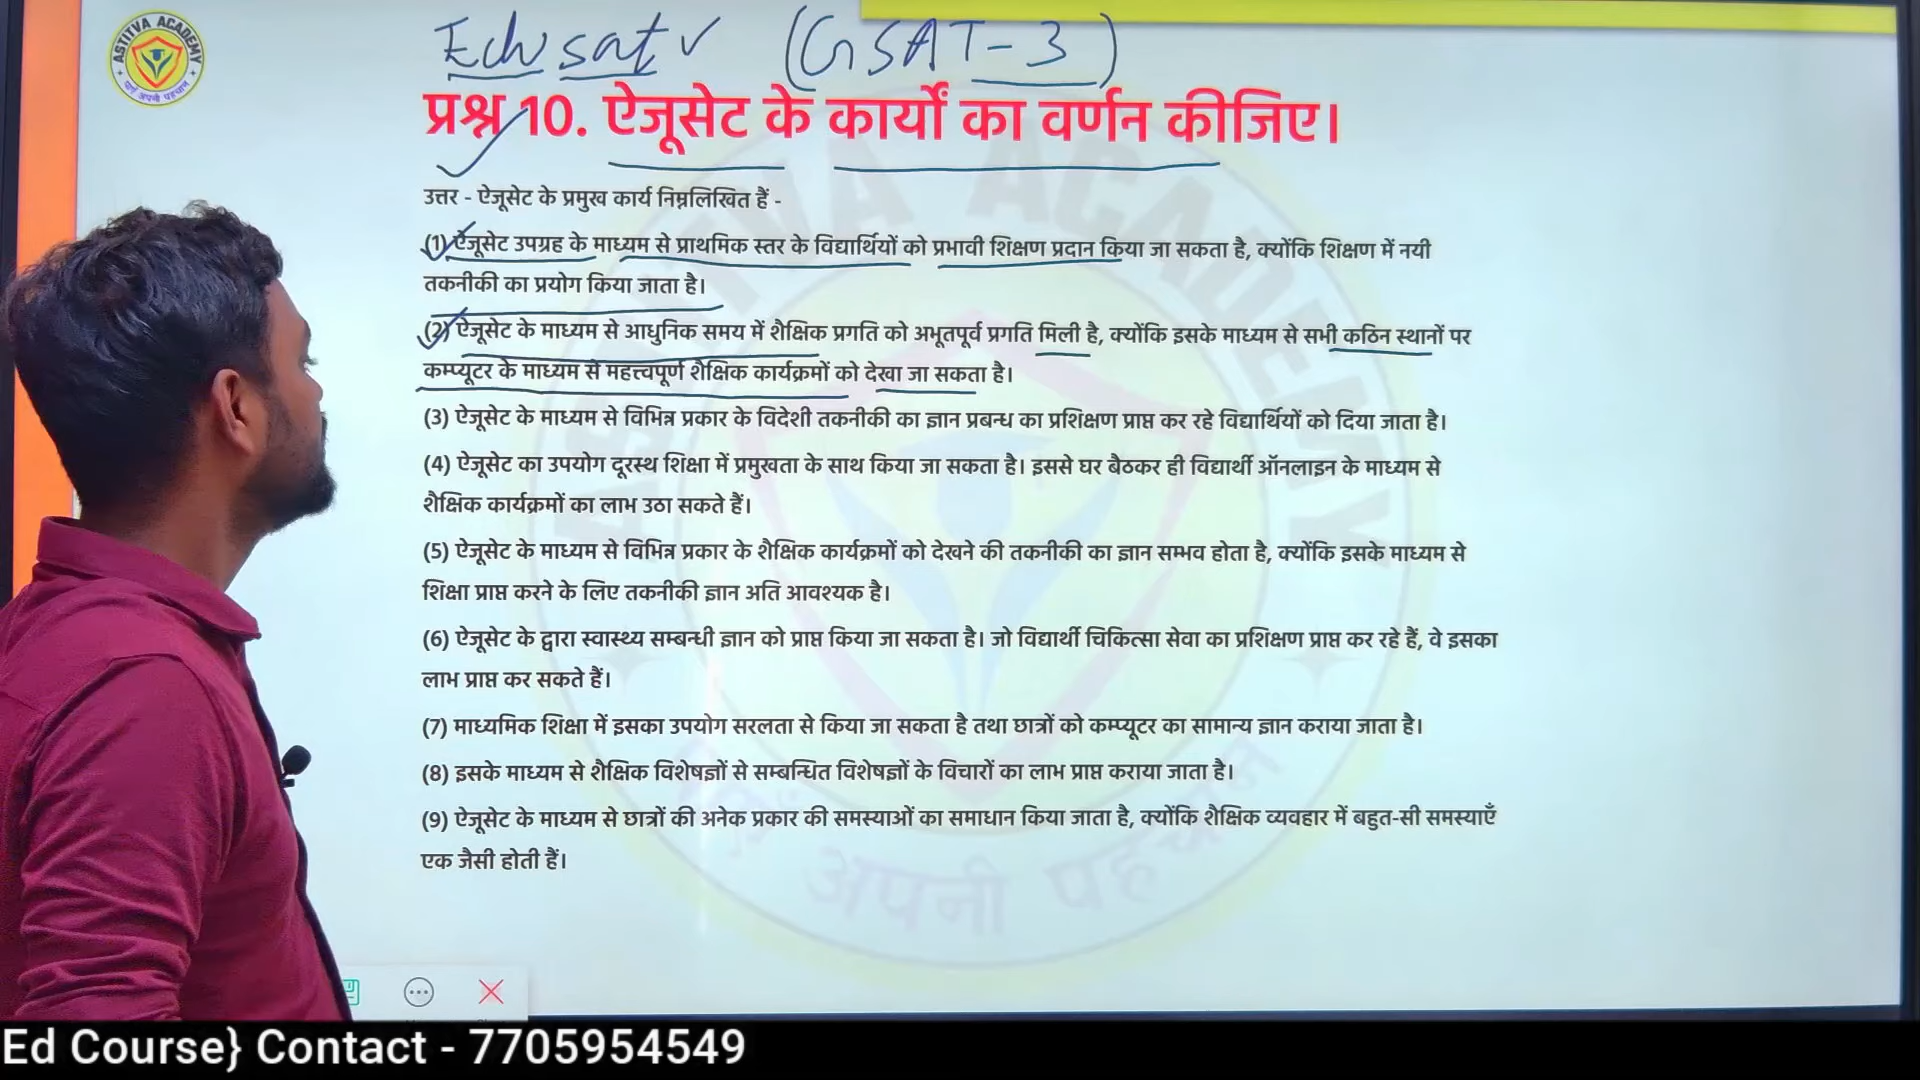 ASTITVA ACADEMY
Edusat (GSAT-3)
प्रश्न 10. ऐजूसेट के कार्यों का वर्णन कीजिए।
उत्तर - ऐजूसेट के प्रमुख कार्य निम्नलिखित हैं -
(1) ऐजूसेट उपग्रह के माध्यम से प्राथमिक स्तर के विद्यार्थियों को प्रभावी शिक्षण प्रदान किया जा सकता है, क्योंकि शिक्षण में नयी
तकनीकी का प्रयोग किया जाता है।
(2) ऐजूसेट के माध्यम से आधुनिक समय में शैक्षिक प्रगति को अभूतपूर्व प्रगति मिली है, क्योंकि इसके माध्यम से सभी कठिन स्थानों पर
कम्प्यूटर के माध्यम से महत्त्वपूर्ण शैक्षिक कार्यक्रमों को देखा जा सकता है।
(3) ऐजूसेट के माध्यम से विभिन्न प्रकार के विदेशी तकनीकी का ज्ञान प्रबन्ध का प्रशिक्षण प्राप्त कर रहे विद्यार्थियों को दिया जाता है।
(4) ऐजूसेट का उपयोग दूरस्थ शिक्षा में प्रमुखता के साथ किया जा सकता है। इससे घर बैठकर ही विद्यार्थी ऑनलाइन के माध्यम से
शैक्षिक कार्यक्रमों का लाभ उठा सकते हैं।
(5) ऐजूसेट के माध्यम से विभिन्न प्रकार के शैक्षिक कार्यक्रमों को देखने की तकनीकी का ज्ञान सम्भव होता है, क्योंकि इसके माध्यम से
शिक्षा प्राप्त करने के लिए तकनीकी ज्ञान अति आवश्यक है।
(6) ऐजूसेट के द्वारा स्वास्थ्य सम्बन्धी ज्ञान को प्राप्त किया जा सकता है। जो विद्यार्थी चिकित्सा सेवा का प्रशिक्षण प्राप्त कर रहे हैं, वे इसका
लाभ प्राप्त कर सकते हैं।
(7) माध्यमिक शिक्षा में इसका उपयोग सरलता से किया जा सकता है तथा छात्रों को कम्प्यूटर का सामान्य ज्ञान कराया जाता है।
(8) इसके माध्यम से शैक्षिक विशेषज्ञों से सम्बन्धित विशेषज्ञों के विचारों का लाभ प्राप्त कराया जाता है।
(9) ऐजूसेट के माध्यम से छात्रों की अनेक प्रकार की समस्याओं का समाधान किया जाता है, क्योंकि शैक्षिक व्यवहार में बहुत-सी समस्याएँ
एक जैसी होती हैं।
ASTITVA ACADEMY
अपनी पहचान
Ed Course} Contact - 7705954549